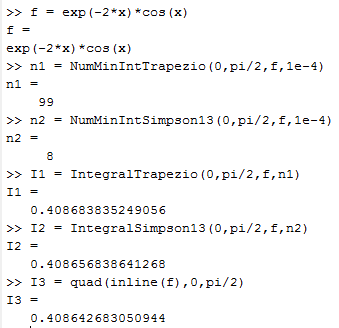 >> f = exp(-2*x)*cos(x)
f =
exp(-2*x)*cos(x)
>> n1 = NumMinIntTrapezio(0,pi/2,f,1e-4)
n1 =
99
>> n2 = NumMinIntSimpson13(0,pi/2,f,1e-4)
n2 =
8
>> I1 = IntegralTrapezio(0,pi/2,f,n1)
I1 =
0.408683835249056
>> I2 = IntegralSimpson13(0,pi/2,f,n2)
I2 =
0.408656838641268
>> I3 = quad(inline(f),0,pi/2)
I3 =
0.408642683050944